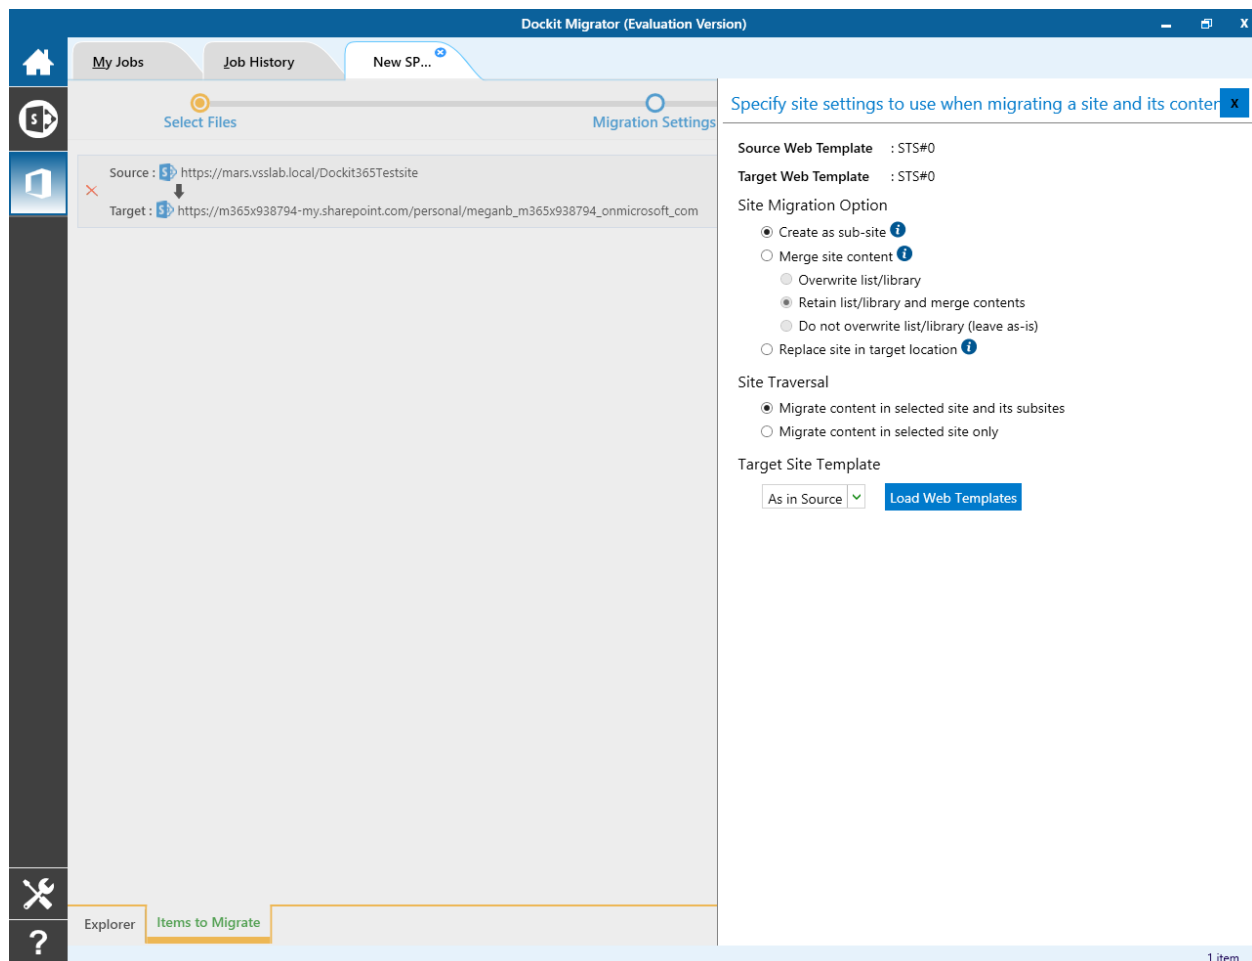 Dockit Migrator (Evaluation Version)
My Jobs
Job History
New SP...
Select Files
Migration Settings
Source : https://mars.vsslab.local/Dockit365Testsite
Target : https://m365x938794-my.sharepoint.com/personal/meganb_m365x938794_onmicrosoft_com
Specify site settings to use when migrating a site and its conter
x
Source Web Template : STS#0
Target Web Template : STS#0
Site Migration Option
Create as sub-site
Merge site content
Overwrite list/library
Retain list/library and merge contents
Do not overwrite list/library (leave as-is)
Replace site in target location
Site Traversal
Migrate content in selected site and its subsites
Migrate content in selected site only
Target Site Template
As in Source
Load Web Templates
Explorer
Items to Migrate
1 item